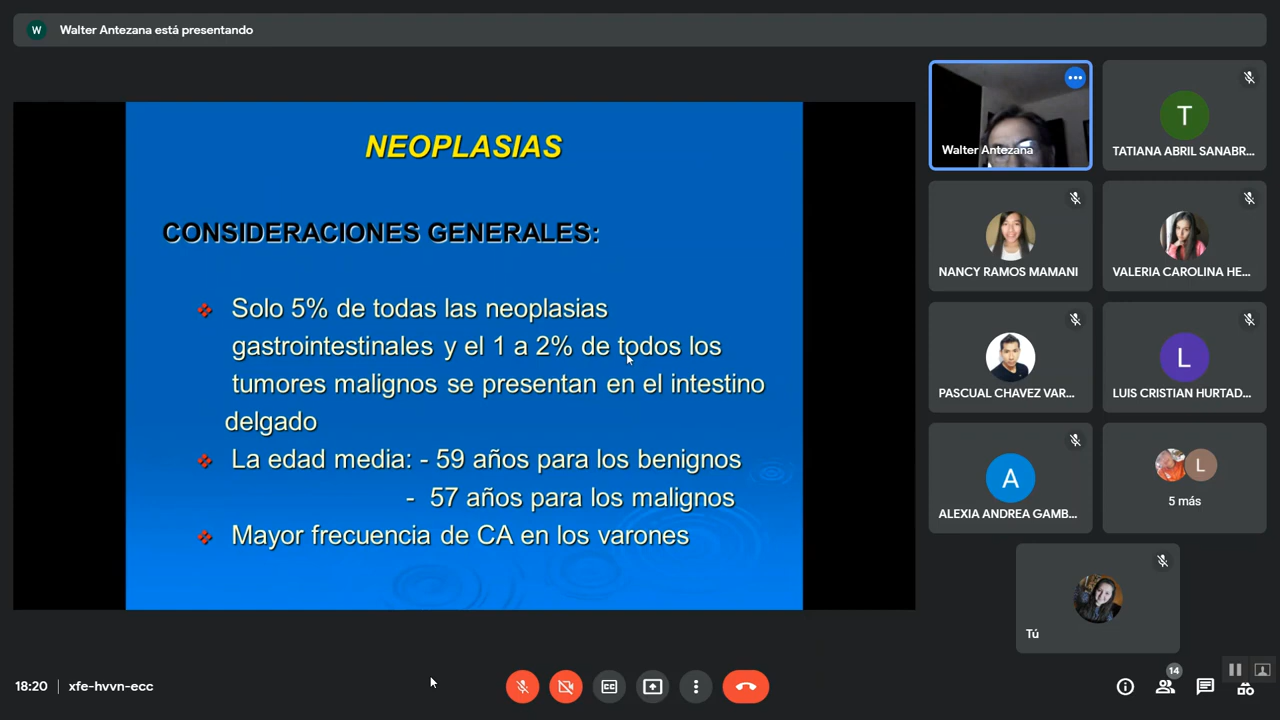 W Walter Antezana está presentando
NEOPLASIAS
CONSIDERACIONES GENERALES:
Solo 5% de todas las neoplasias
gastrointestinales y el 1 a 2% de todos los
tumores malignos se presentan en el intestino
delgado
La edad media: - 59 años para los benignos
- 57 años para los malignos
Mayor frecuencia de CA en los varones
Walter Antezana
T
TATIANA ABRIL SANABR...
NANCY RAMOS MAMANI
VALERIA CAROLINA HE...
PASCUAL CHAVEZ VAR...
L
LUIS CRISTIAN HURTAD...
A
ALEXIA ANDREA GAMB...
L
5 más
Tú
18:20 | xfe-hvvn-ecc
14